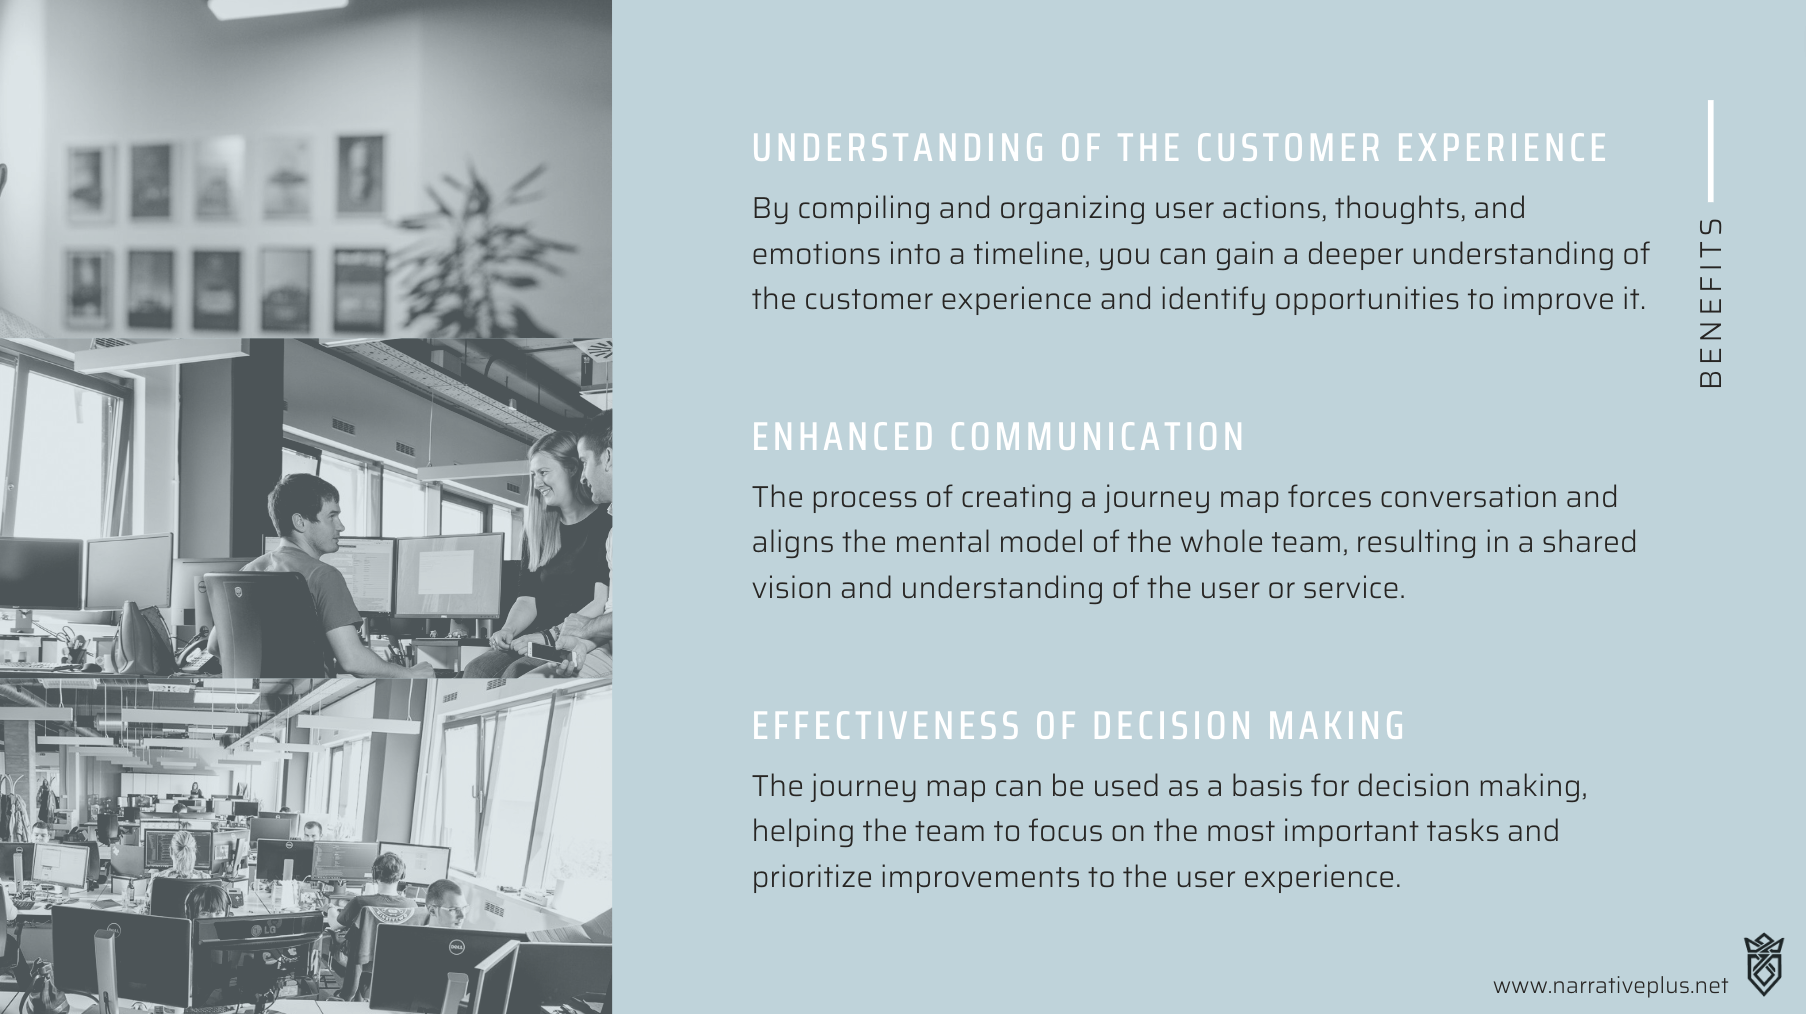 UNDERSTANDING OF THE CUSTOMER EXPERIENCE
By compiling and organizing user actions, thoughts, and
emotions into a timeline, you can gain a deeper understanding of
the customer experience and identify opportunities to improve it.
BENEFITS
ENHANCED COMMUNICATION
The process of creating a journey map forces conversation and
aligns the mental model of the whole team, resulting in a shared
vision and understanding of the user or service.
EFFECTIVENESS OF DECISION MAKING
The journey map can be used as a basis for decision making,
helping the team to focus on the most important tasks and
prioritize improvements to the user experience.
LG
DELL
www.narrativeplus.net